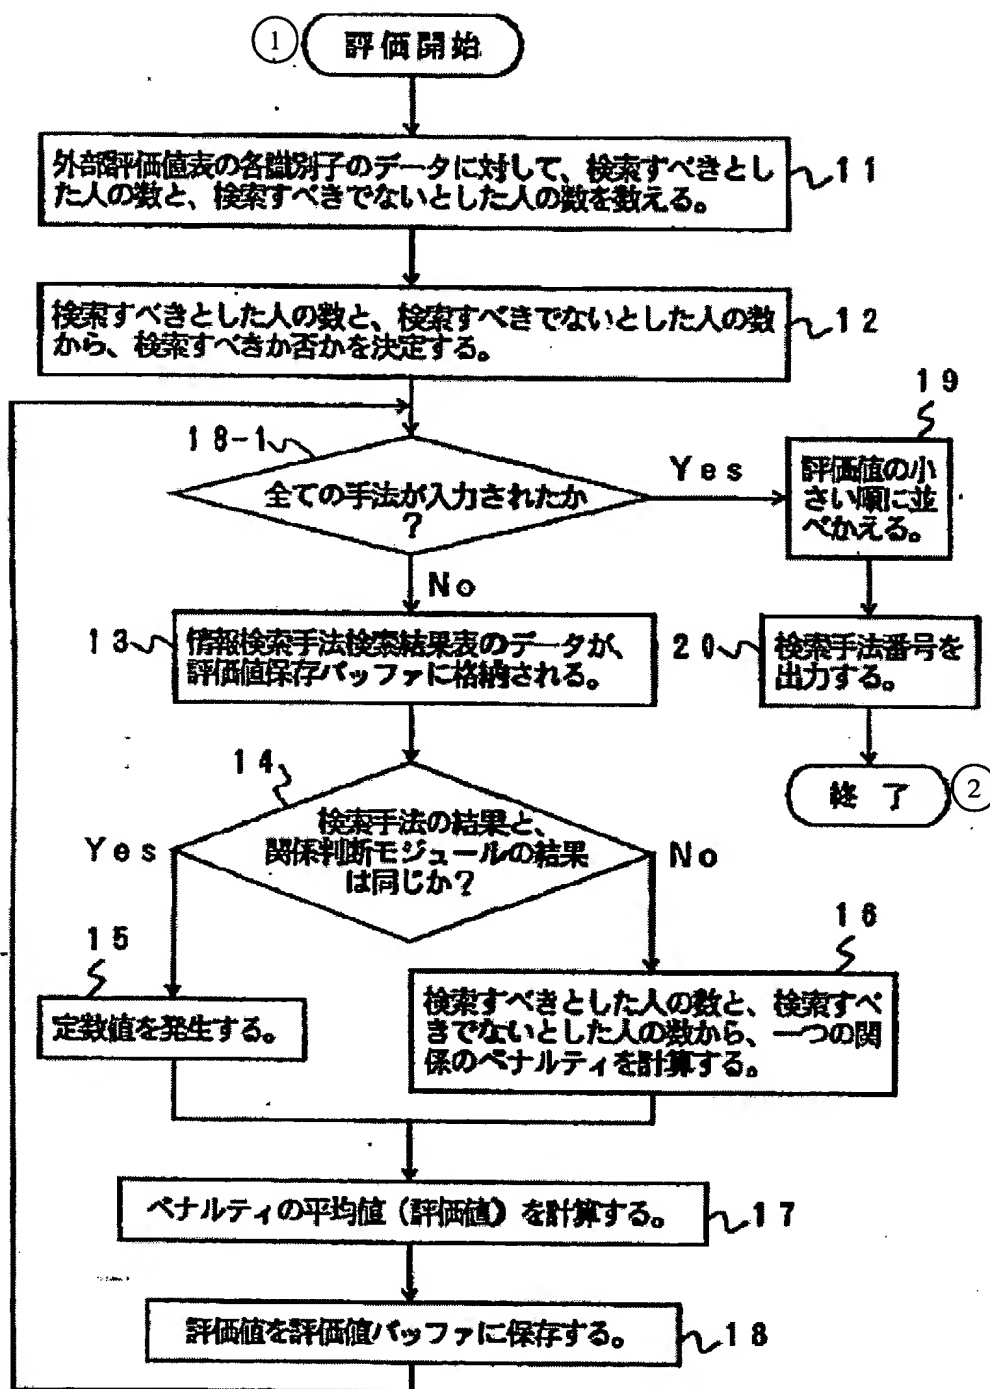 ① 評価開始
外部評価値表の各識別子のデータに対して、検索すべきとし
た人の数と、検索すべきでないとした人の数を数える。
11
検索すべきとした人の数と、検索すべきでないとした人の数
から、検索すべきか否かを決定する。
12
18-1
全ての手法が入力されたか
?
Yes
No
19
評価値の小
さい順に並
べかえる。
13
情報検索手法検索結果表のデータが、
評価値保存バッファに格納される。
20
検索手法番号を
出力する。
終了 ②
14
検索手法の結果と、
関係判断モジュールの結果
は同じか?
Yes
No
15
定数値を発生する。
16
検索すべきとした人の数と、検索すべ
きでないとした人の数から、一つの関
係のペナルティを計算する。
ペナルティの平均値(評価値)を計算する。
17
評価値を評価値バッファに保存する。
18